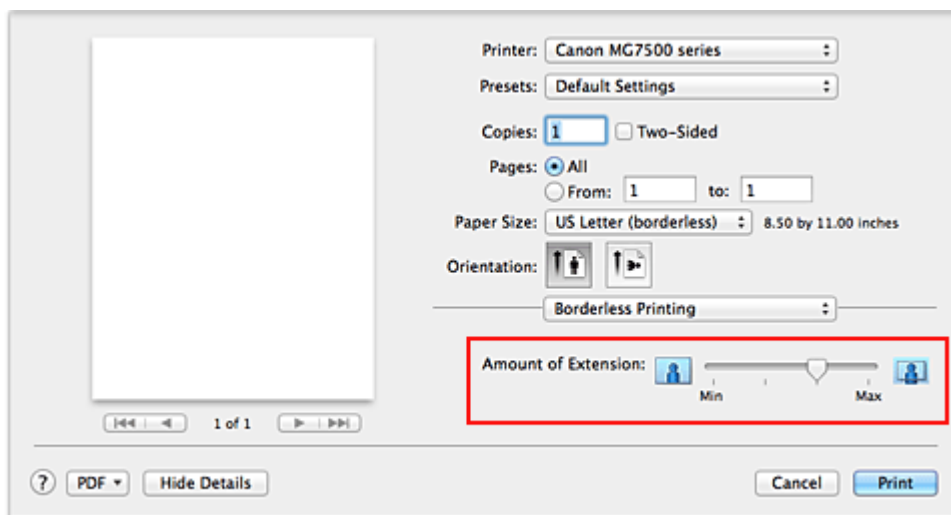 Printer: Canon MG7500 series
Presets: Default Settings
Copies: 1 Two-Sided
Pages: All
From: 1 to: 1
Paper Size: US Letter (borderless) 8.50 by 11.00 inches
Orientation:
Borderless Printing
Amount of Extension:
Min Max
1 of 1
? PDF Hide Details Cancel Print